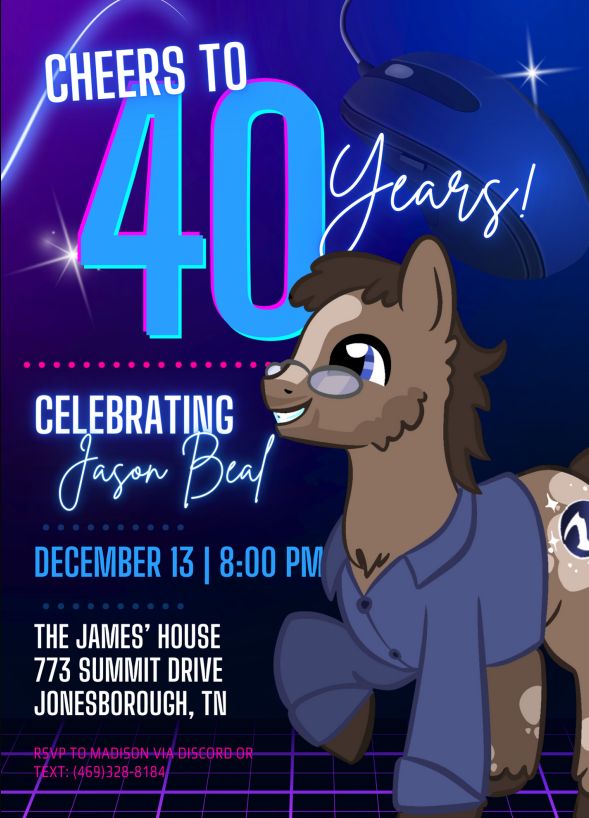 CHEERS TO
40
Years!
CELEBRATING
Jason Beal
DECEMBER 13 | 8:00 PM
THE JAMES’ HOUSE
773 SUMMIT DRIVE
JONESBOROUGH, TN
RSVP TO MADISON VIA DISCORD OR
TEXT: (469)328-8184